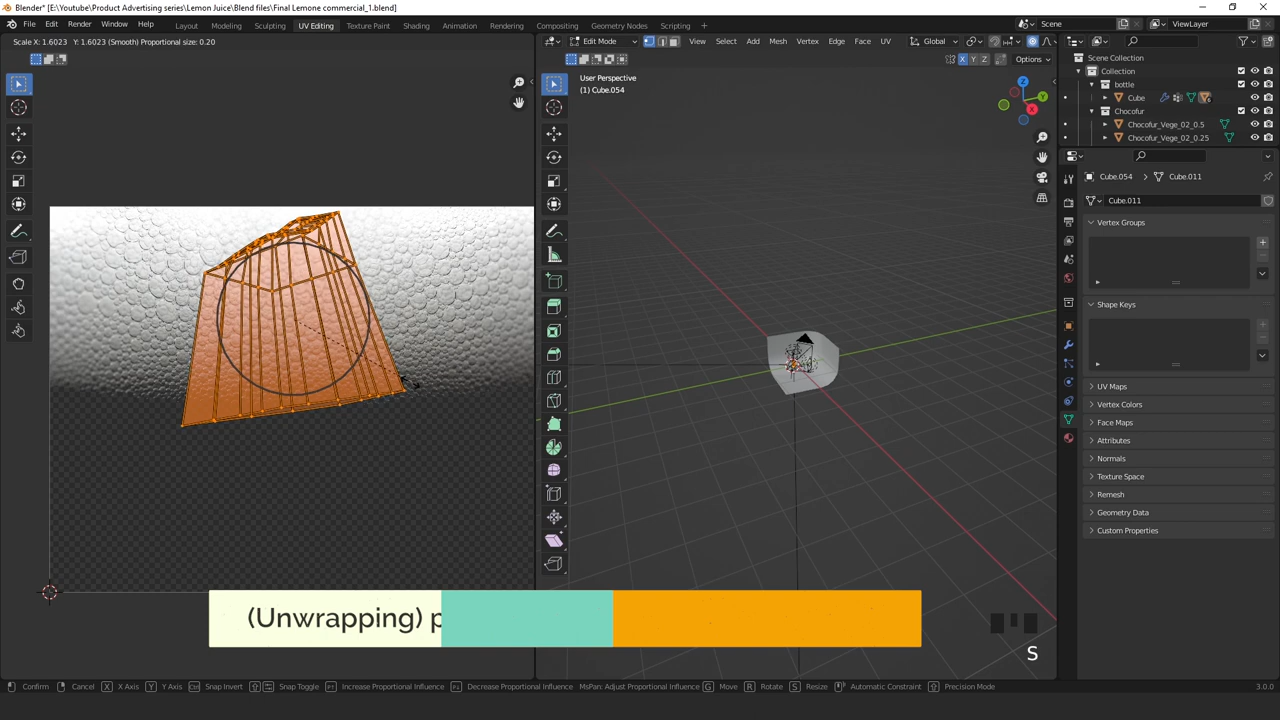 Blender* [E:\Youtube\Product Advertising series\Lemon Juice\Blend files\Final Lemone commercial_1.blend]
File Edit Render Window Help Layout Modeling Sculpting UV Editing Texture Paint Shading Animation Rendering Compositing Geometry Nodes Scripting Scene ViewLayer
Scale X: 1.6023 Y: 1.6023 (Smooth) Proportional size: 0.20 Edit Mode View Select Add Mesh Vertex Edge Face UV Global
X Y Z Options
Scene Collection
Collection
bottle
Cube
Chocofur
Chocofur_Vege_02_0.5
Chocofur_Vege_02_0.25
User Perspective
(1) Cube.054
Z
Y
X
Cube.054 Cube.011
Cube.011
Vertex Groups
Shape Keys
UV Maps
Vertex Colors
Face Maps
Attributes
Normals
Texture Space
Remesh
Geometry Data
Custom Properties
(Unwrapping) p
S
Confirm Cancel X X Axis Y Y Axis Snap Invert Snap Toggle Increase Proportional Influence Decrease Proportional Influence MsPan: Adjust Proportional Influence G Move R Rotate S Resize Automatic Constraint Precision Mode 3.0.0